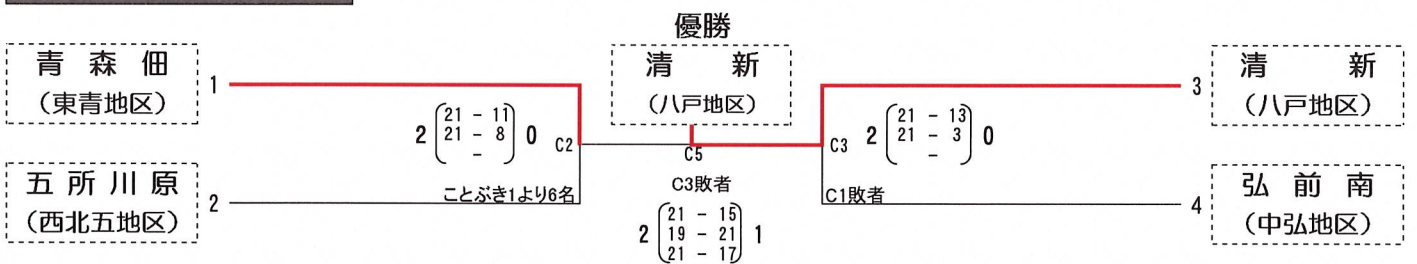 優勝
青森佃
(東青地区)
1
清新
(八戸地区)
3
清新
(八戸地区)
2
21 - 11
21 - 8
-
0
C2
C5
C3
2
21 - 13
21 - 3
-
0
五所川原
(西北五地区)
2
ことぶき1より6名
C3敗者
2
21 - 15
19 - 21
21 - 17
1
C1敗者
4
弘前南
(中弘地区)